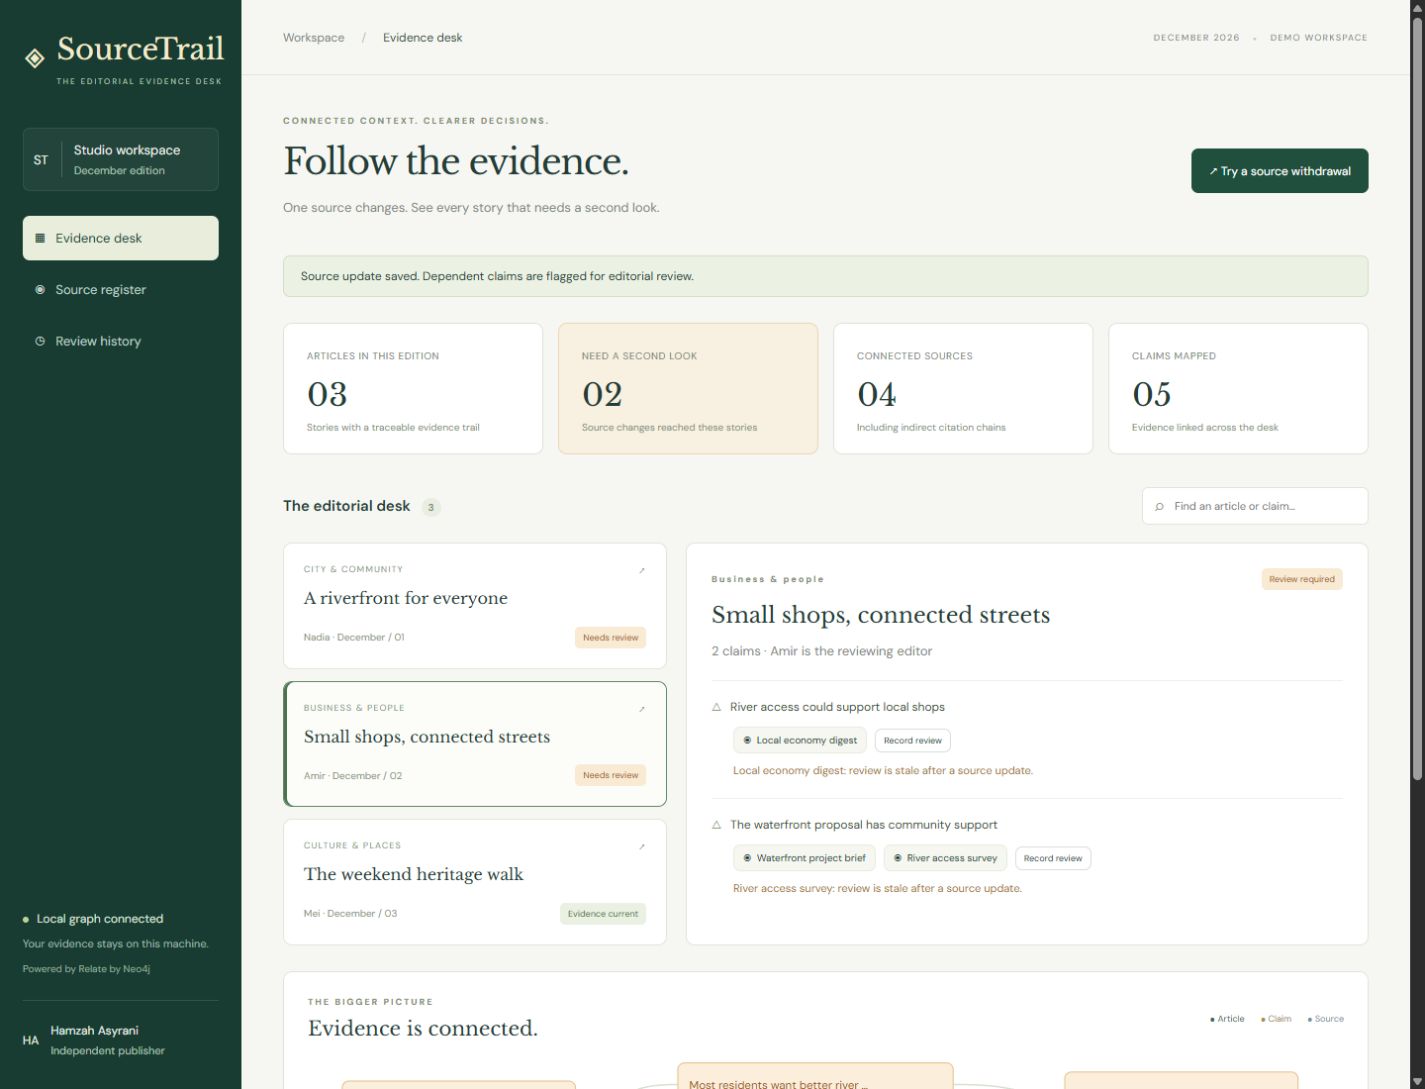 SourceTrail
THE EDITORIAL EVIDENCE DESK
ST
Studio workspace
December edition
Evidence desk
Source register
Review history
Local graph connected
Your evidence stays on this machine.
Powered by Relate by Neo4j
HA
Hamzah Asyrani
Independent publisher
Workspace / Evidence desk
DECEMBER 2026 • DEMO WORKSPACE
CONNECTED CONTEXT. CLEARER DECISIONS.
Follow the evidence.
One source changes. See every story that needs a second look.
↗ Try a source withdrawal
Source update saved. Dependent claims are flagged for editorial review.
ARTICLES IN THIS EDITION
03
Stories with a traceable evidence trail
NEED A SECOND LOOK
02
Source changes reached these stories
CONNECTED SOURCES
04
Including indirect citation chains
CLAIMS MAPPED
05
Evidence linked across the desk
The editorial desk 3
Find an article or claim...
CITY & COMMUNITY
A riverfront for everyone
Nadia · December / 01
Needs review
BUSINESS & PEOPLE
Small shops, connected streets
Amir · December / 02
Needs review
CULTURE & PLACES
The weekend heritage walk
Mei · December / 03
Evidence current
Business & people
Review required
Small shops, connected streets
2 claims · Amir is the reviewing editor
River access could support local shops
Local economy digest
Record review
Local economy digest: review is stale after a source update.
The waterfront proposal has community support
Waterfront project brief
River access survey
Record review
River access survey: review is stale after a source update.
THE BIGGER PICTURE
Evidence is connected.
Article
Claim
Source
Most residents want better river ...